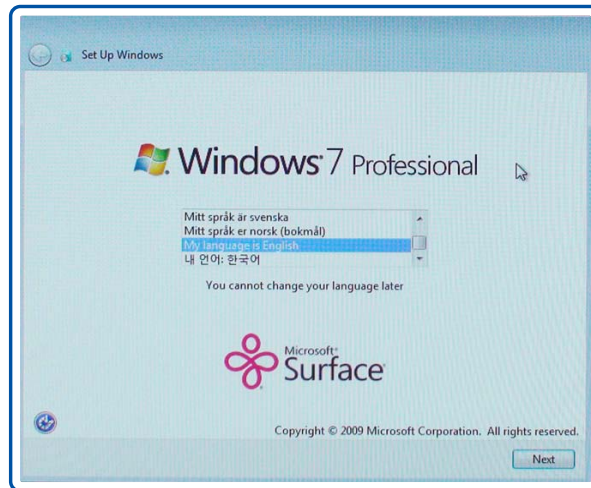 Set Up Windows
Windows® 7 Professional
Mitt språk är svenska
Mitt språk er norsk (bokmål)
My language is English
내 언어: 한국어
You cannot change your language later
Microsoft®
Surface
Copyright © 2009 Microsoft Corporation. All rights reserved.
Next